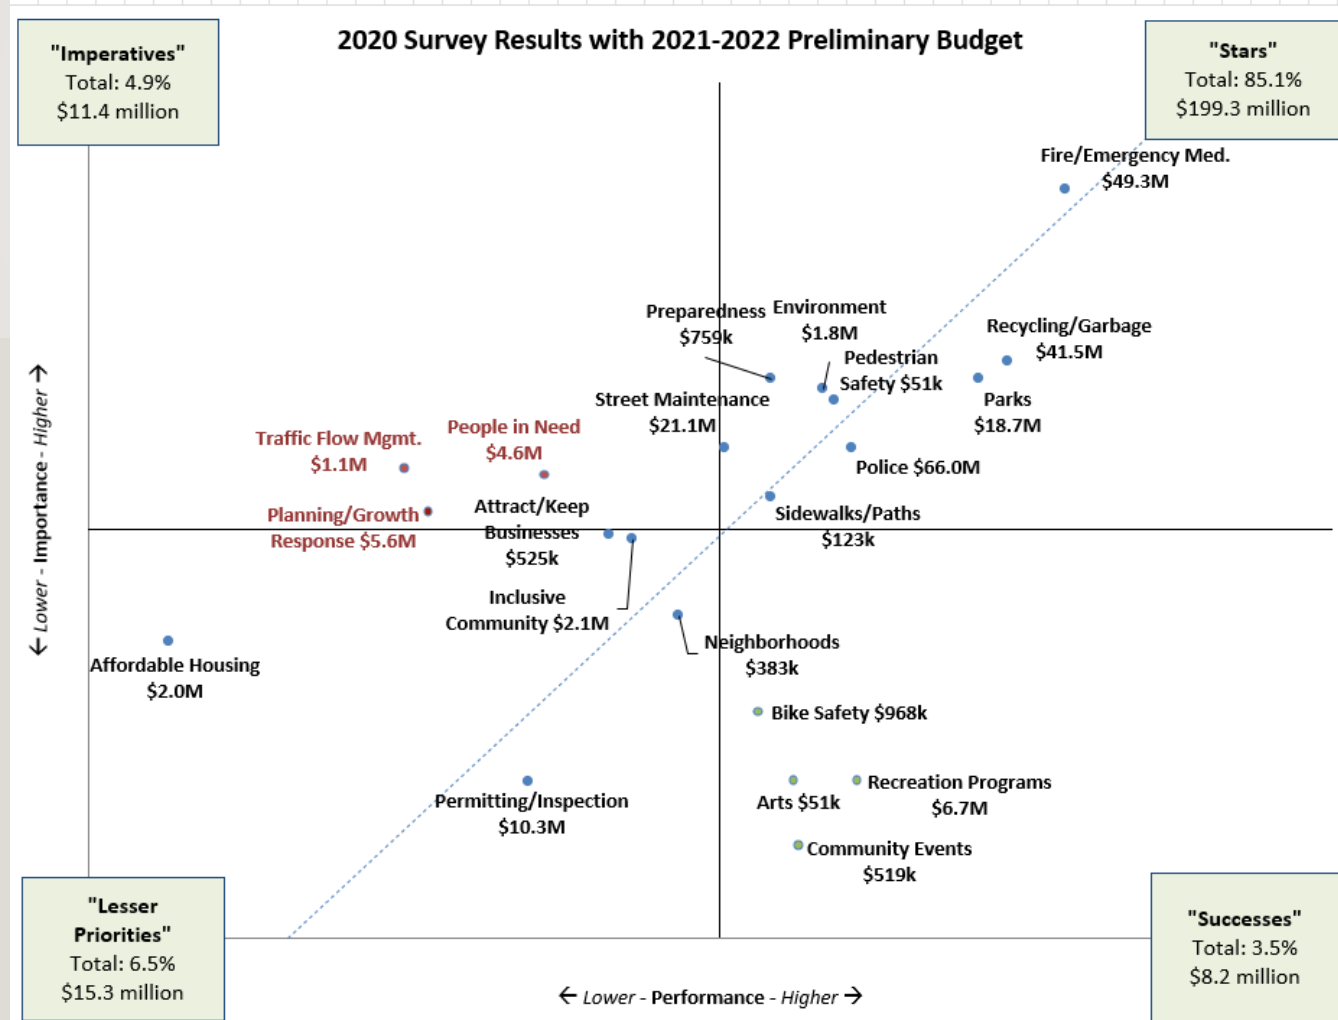 2020 Survey Results with 2021-2022 Preliminary Budget
"Imperatives"
Total: 4.9%
$11.4 million
"Stars"
Total: 85.1%
$199.3 million
Fire/Emergency Med.
$49.3M
Preparedness
$759k
Environment
$1.8M
Recycling/Garbage
$41.5M
Pedestrian
Safety $51k
Street Maintenance
$21.1M
Parks
$18.7M
Traffic Flow Mgmt.
$1.1M
People in Need
$4.6M
Police $66.0M
Planning/Growth
Response $5.6M
Attract/Keep
Businesses
$525k
Sidewalks/Paths
$123k
← Lower - Importance - Higher →
Inclusive
Community $2.1M
Neighborhoods
$383k
Affordable Housing
$2.0M
Bike Safety $968k
Permitting/Inspection
$10.3M
Arts $51k
Recreation Programs
$6.7M
Community Events
$519k
"Lesser
Priorities"
Total: 6.5%
$15.3 million
"Successes"
Total: 3.5%
$8.2 million
← Lower - Performance - Higher →